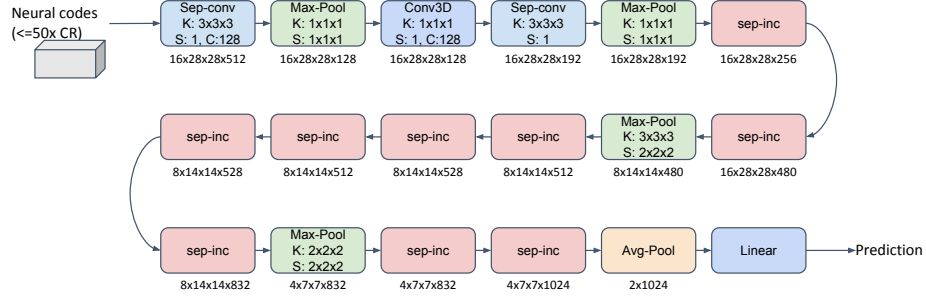 Neural codes
(<=50x CR)
Sep-conv
K: 3x3x3
S: 1, C:128
16x28x28x512
Max-Pool
K: 1x1x1
S: 1x1x1
16x28x28x128
Conv3D
K: 1x1x1
S: 1, C:128
16x28x28x128
Sep-conv
K: 3x3x3
S: 1
16x28x28x192
Max-Pool
K: 1x1x1
S: 1x1x1
16x28x28x192
sep-inc
16x28x28x256
sep-inc
8x14x14x528
sep-inc
8x14x14x512
sep-inc
8x14x14x528
sep-inc
8x14x14x512
Max-Pool
K: 3x3x3
S: 2x2x2
8x14x14x480
sep-inc
16x28x28x480
sep-inc
8x14x14x832
Max-Pool
K: 2x2x2
S: 2x2x2
4x7x7x832
sep-inc
4x7x7x832
sep-inc
4x7x7x1024
Avg-Pool
2x1024
Linear
Prediction